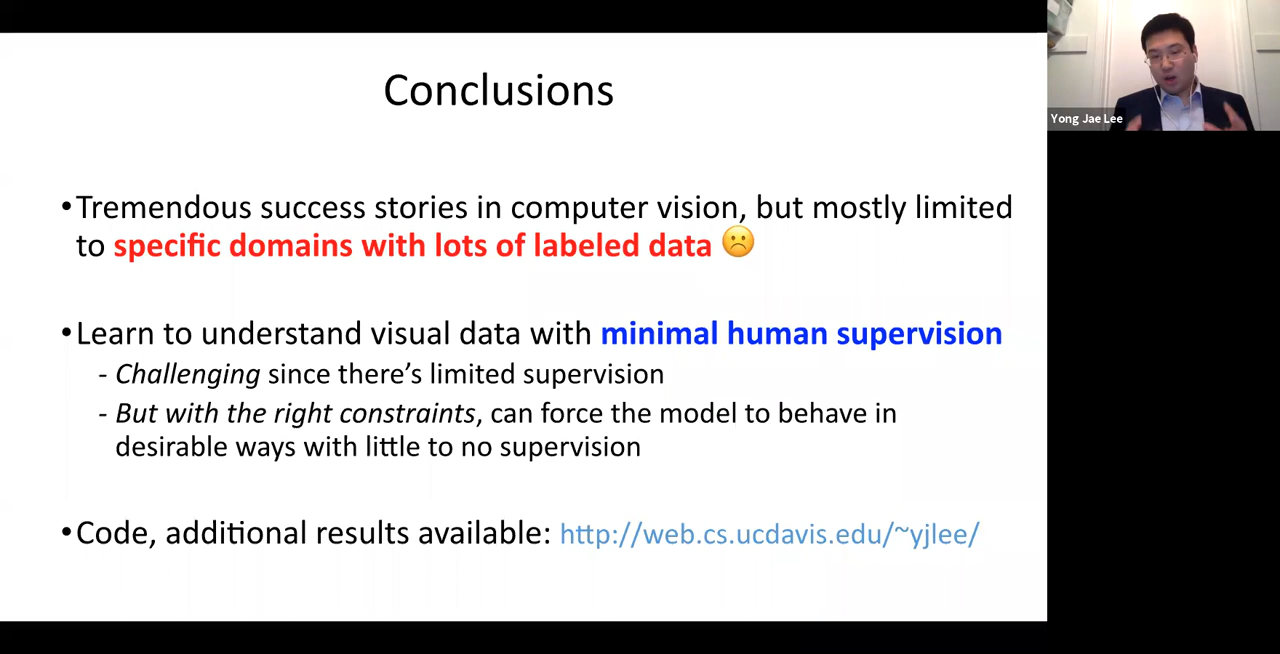 Conclusions
Yong Jae Lee
•Tremendous success stories in computer vision, but mostly limited
to specific domains with lots of labeled data ☹️
•Learn to understand visual data with minimal human supervision
- Challenging since there’s limited supervision
- But with the right constraints, can force the model to behave in
desirable ways with little to no supervision
•Code, additional results available: http://web.cs.ucdavis.edu/~yjlee/